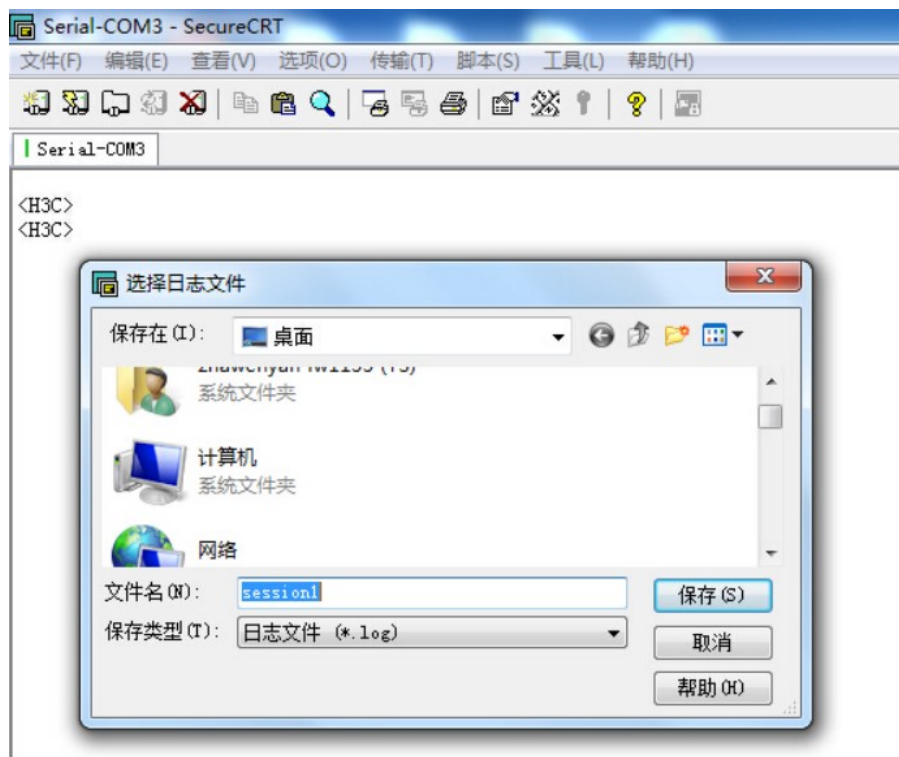 Serial-COM3 - SecureCRT
文件(F) 编辑(E) 查看(V) 选项(O) 传输(T) 脚本(S) 工具(L) 帮助(H)
Serial-COM3
<H3C>
<H3C>
选择日志文件
保存在(I): 桌面
系统文件夹
计算机
系统文件夹
网络
文件名(N): session1 保存(S)
保存类型(T): 日志文件 (*.log) 取消
帮助(H)